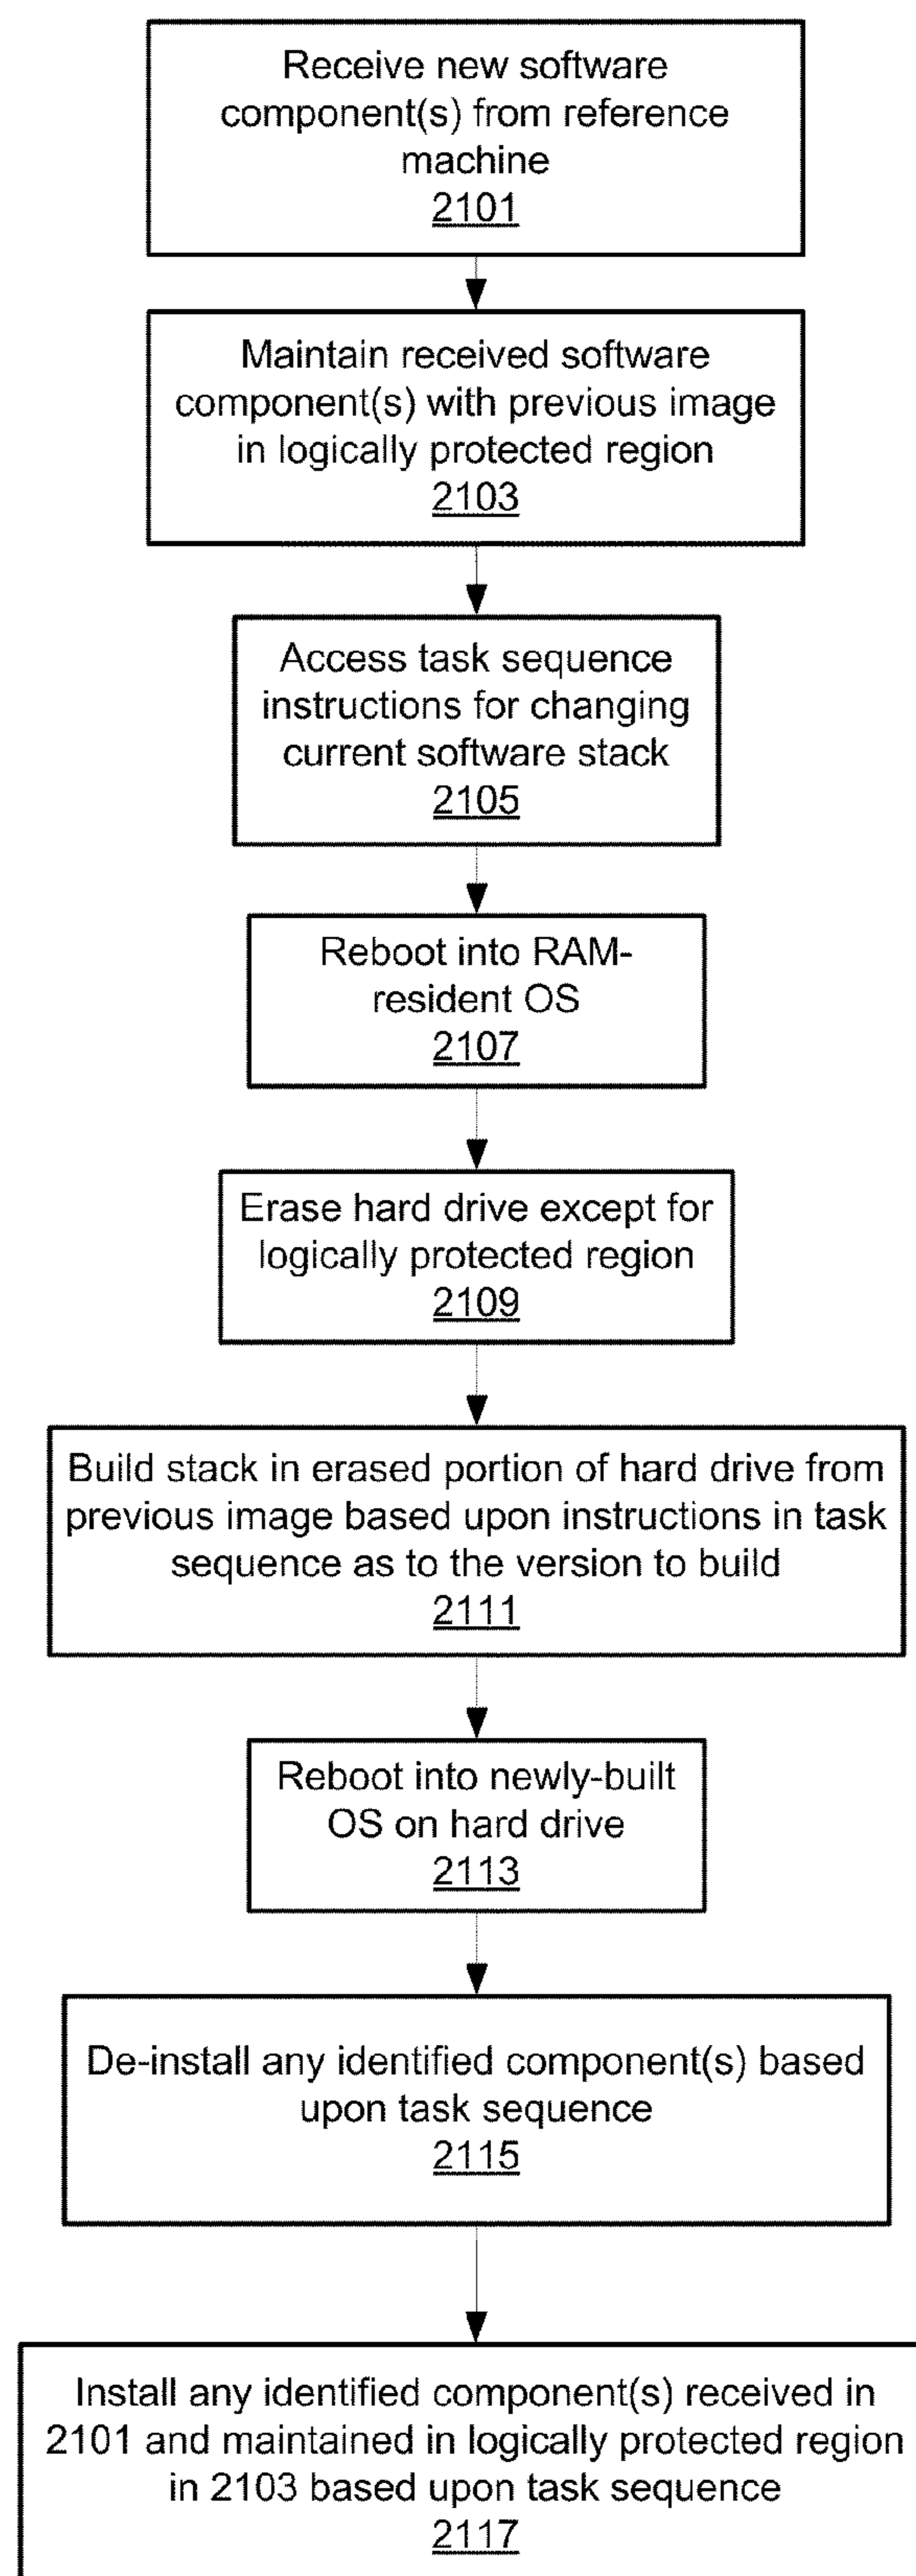 Receive new software
component(s) from reference
machine
2101
Maintain received software
component(s) with previous image
in logically protected region
2103
Access task sequence
instructions for changing
current software stack
2105
Reboot into RAM-
resident OS
2107
Erase hard drive except for
logically protected region
2109
Build stack in erased portion of hard drive from
previous image based upon instructions in task
sequence as to the version to build
2111
Reboot into newly-built
OS on hard drive
2113
De-install any identified component(s) based
upon task sequence
2115
Install any identified component(s) received in
2101 and maintained in logically protected region
in 2103 based upon task sequence
2117